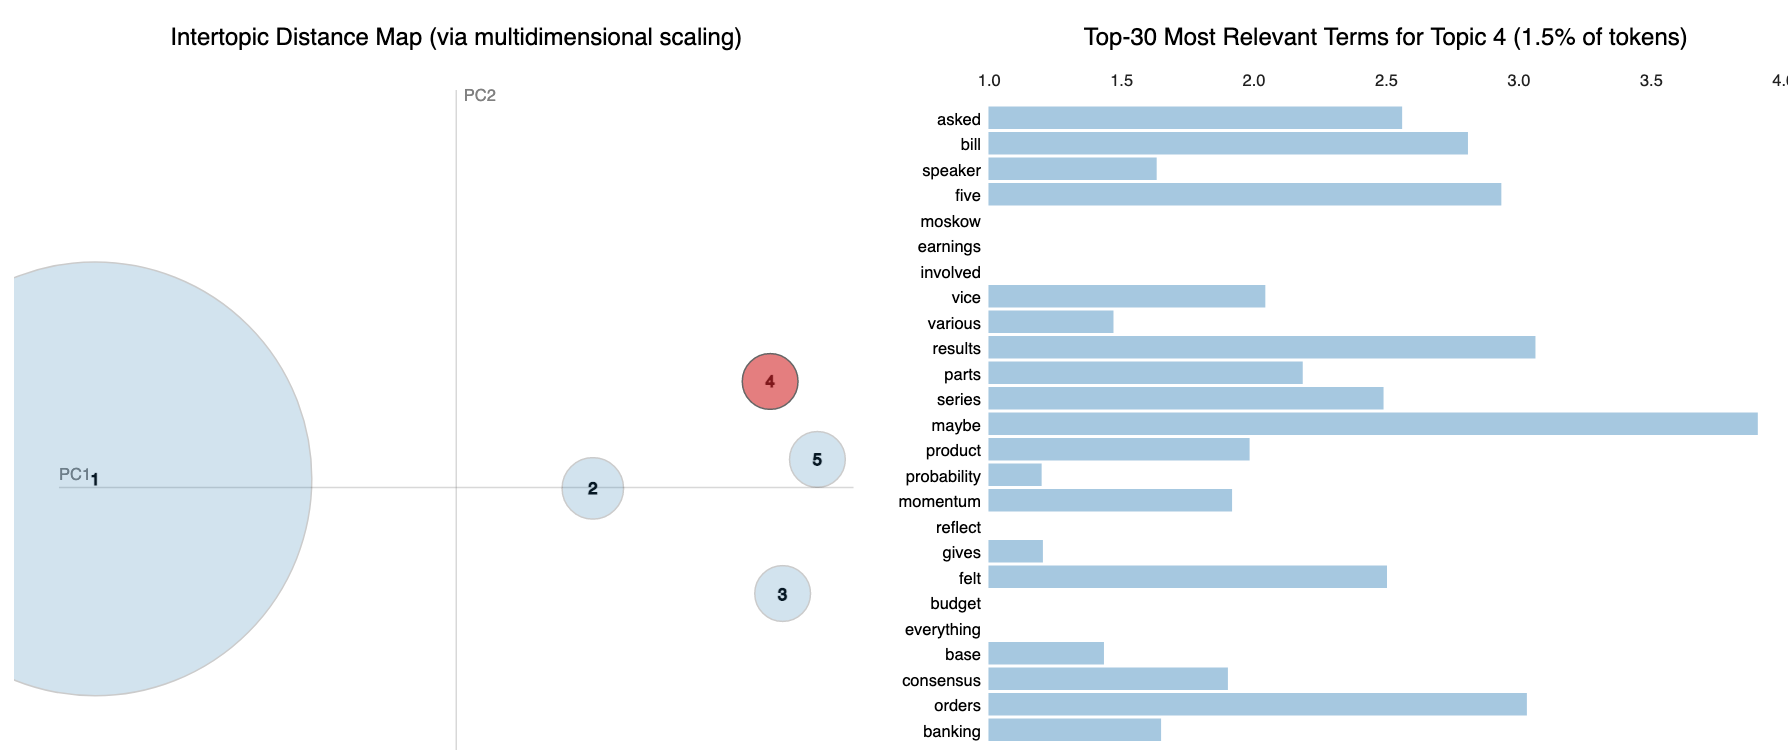 Intertopic Distance Map (via multidimensional scaling)
PC2
PC1
1
2
3
4
5
Top-30 Most Relevant Terms for Topic 4 (1.5% of tokens)
1.0 1.5 2.0 2.5 3.0 3.5 4.
asked
bill
speaker
five
moskow
earnings
involved
vice
various
results
parts
series
maybe
product
probability
momentum
reflect
gives
felt
budget
everything
base
consensus
orders
banking